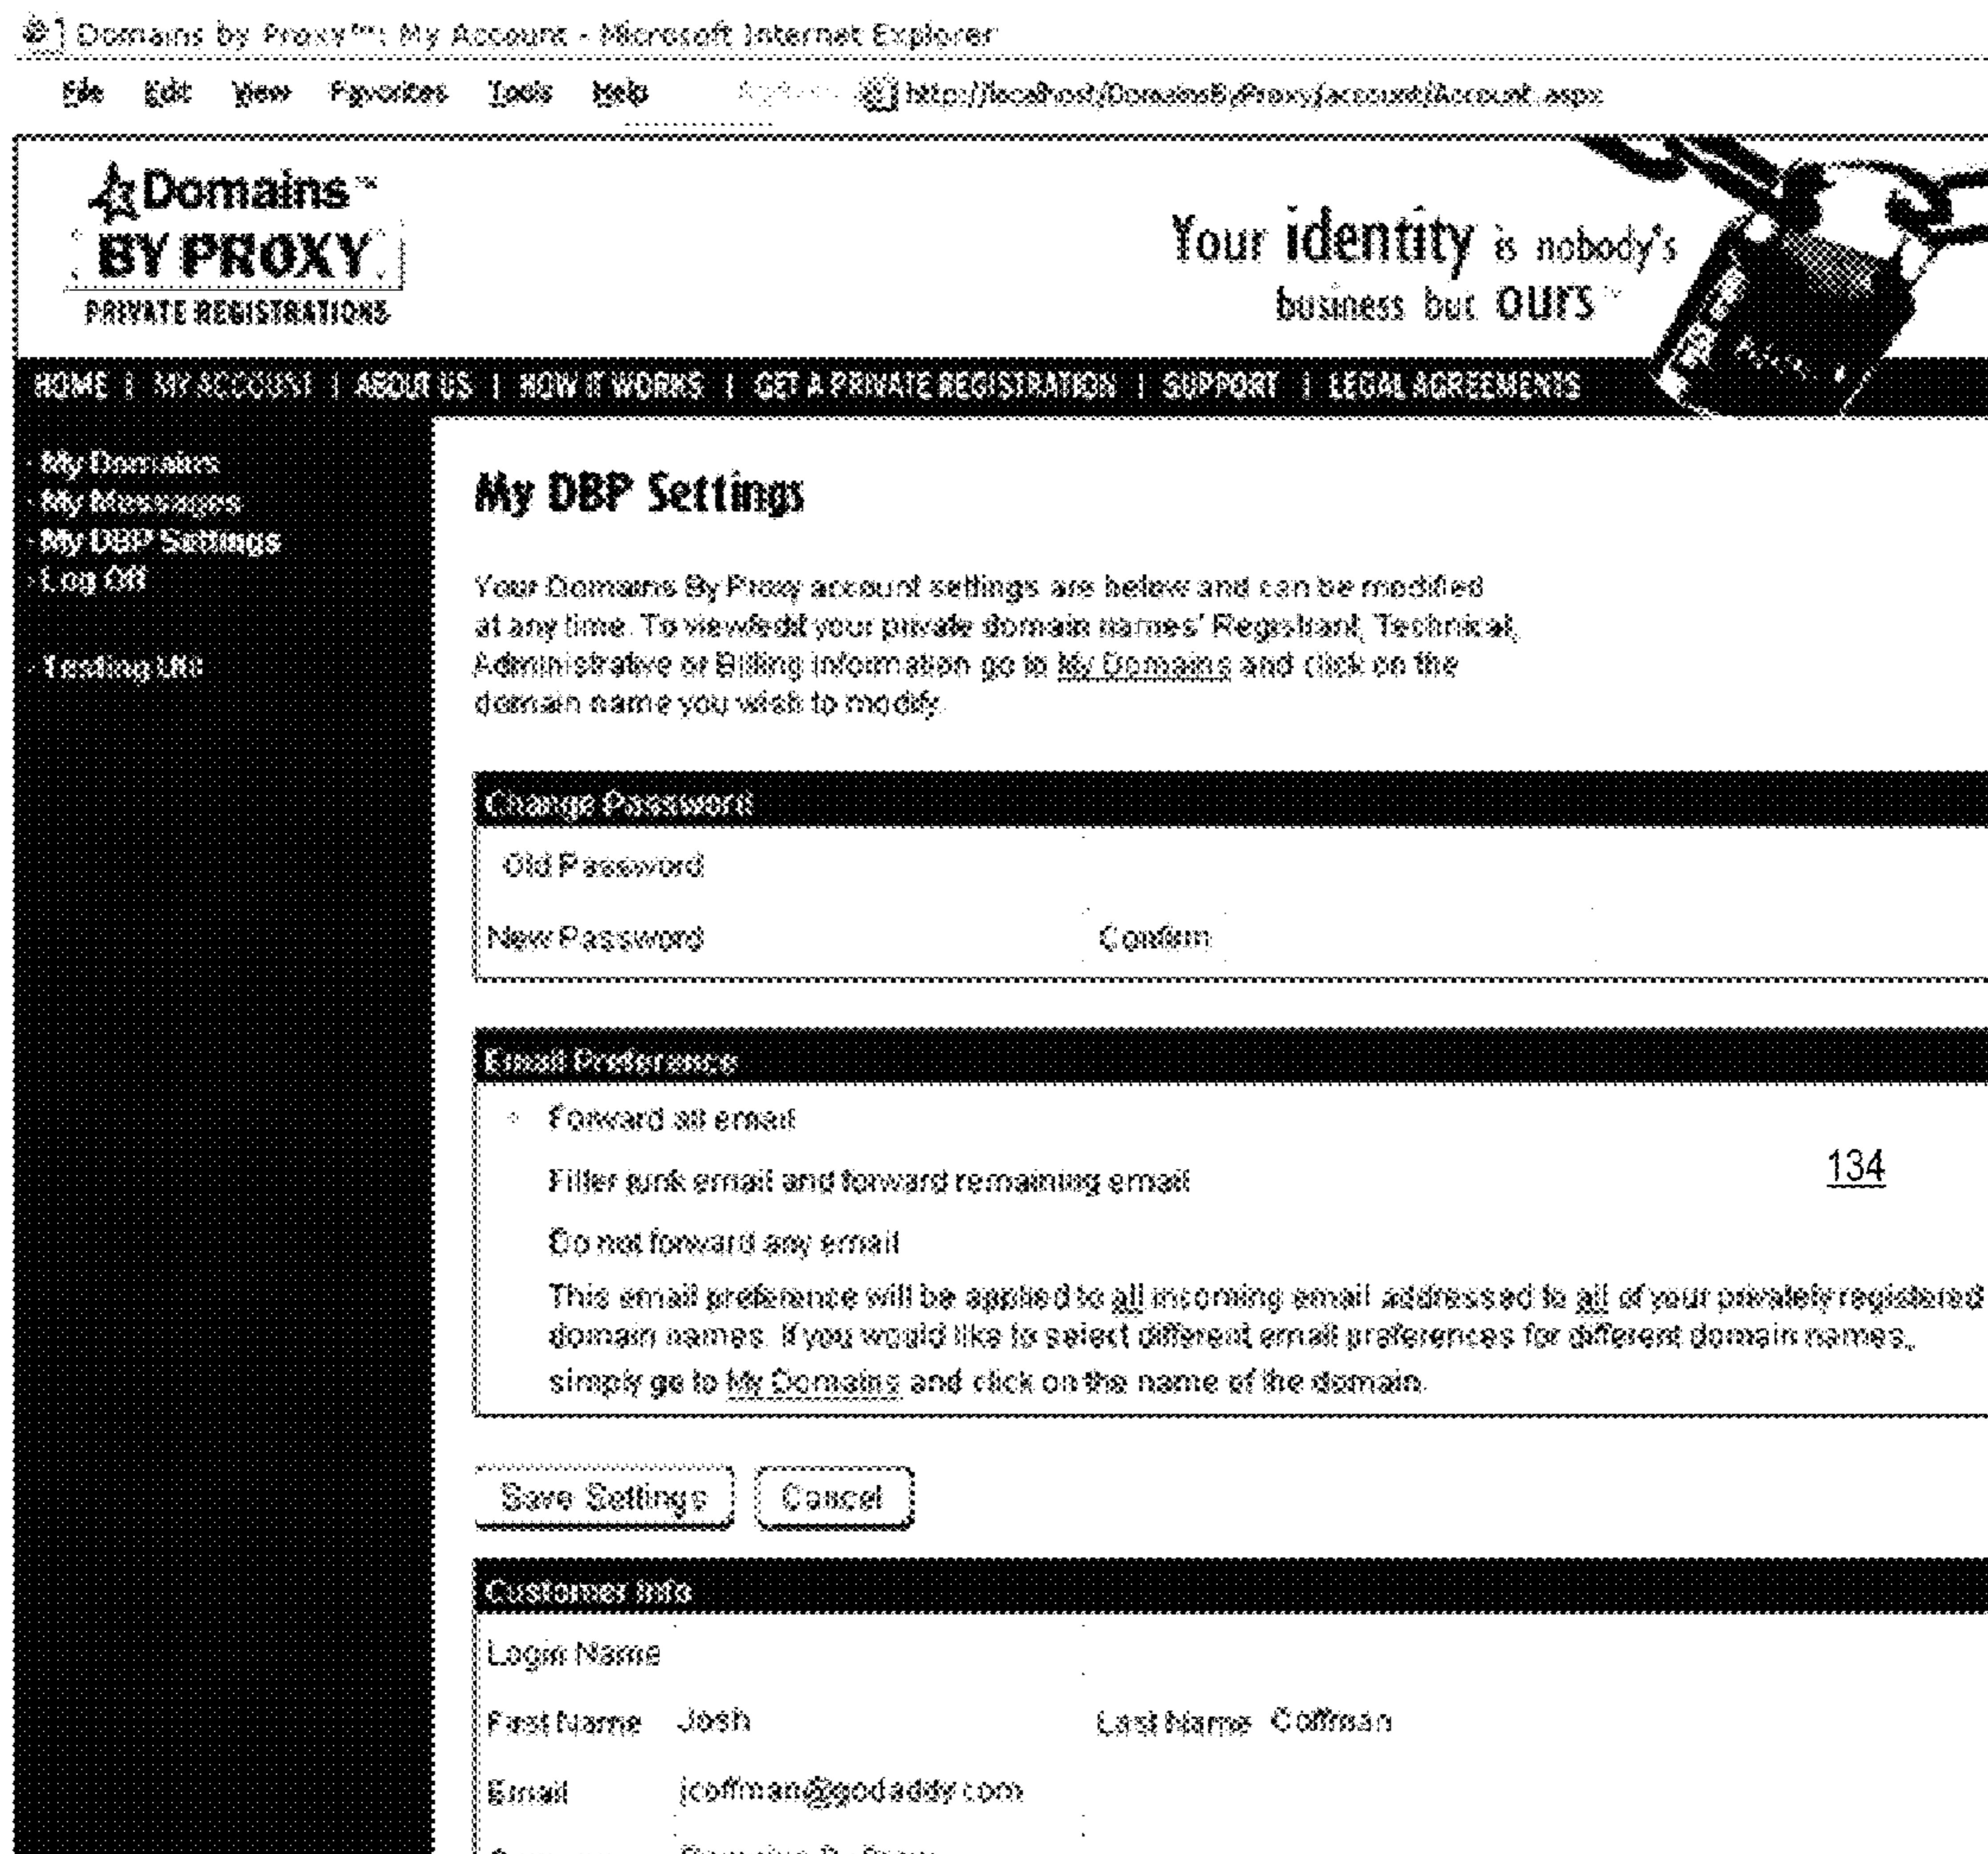 Domains by Proxy™: My Account - Microsoft Internet Explorer
File Edit View Favorites Tools Help Address http://localhost/DomainsByProxy/account/Account.aspx
Domains™
BY PROXY
PRIVATE REGISTRATIONS
Your identity is nobody's
business but ours™
HOME | MY ACCOUNT | ABOUT US | HOW IT WORKS | GET A PRIVATE REGISTRATION | SUPPORT | LEGAL AGREEMENTS
My Domains
My Messages
My DBP Settings
Log Off
Testing
My DBP Settings
Your Domains By Proxy account settings are below and can be modified
at any time. To view/edit your private domain names' Registrant, Technical,
Administrative or Billing information go to My Domains and click on the
domain name you wish to modify.
Change Password
Old Password
New Password Confirm
Email Preference
Forward all email
Filter junk email and forward remaining email
134
Do not forward any email
This email preference will be applied to all incoming email addressed to all of your privately registered
domain names. If you would like to select different email preferences for different domain names,
simply go to My Domains and click on the name of the domain.
Save Settings Cancel
Customer Info
Login Name
First Name Josh Last Name Coffman
Email jcoffman@godaddy.com